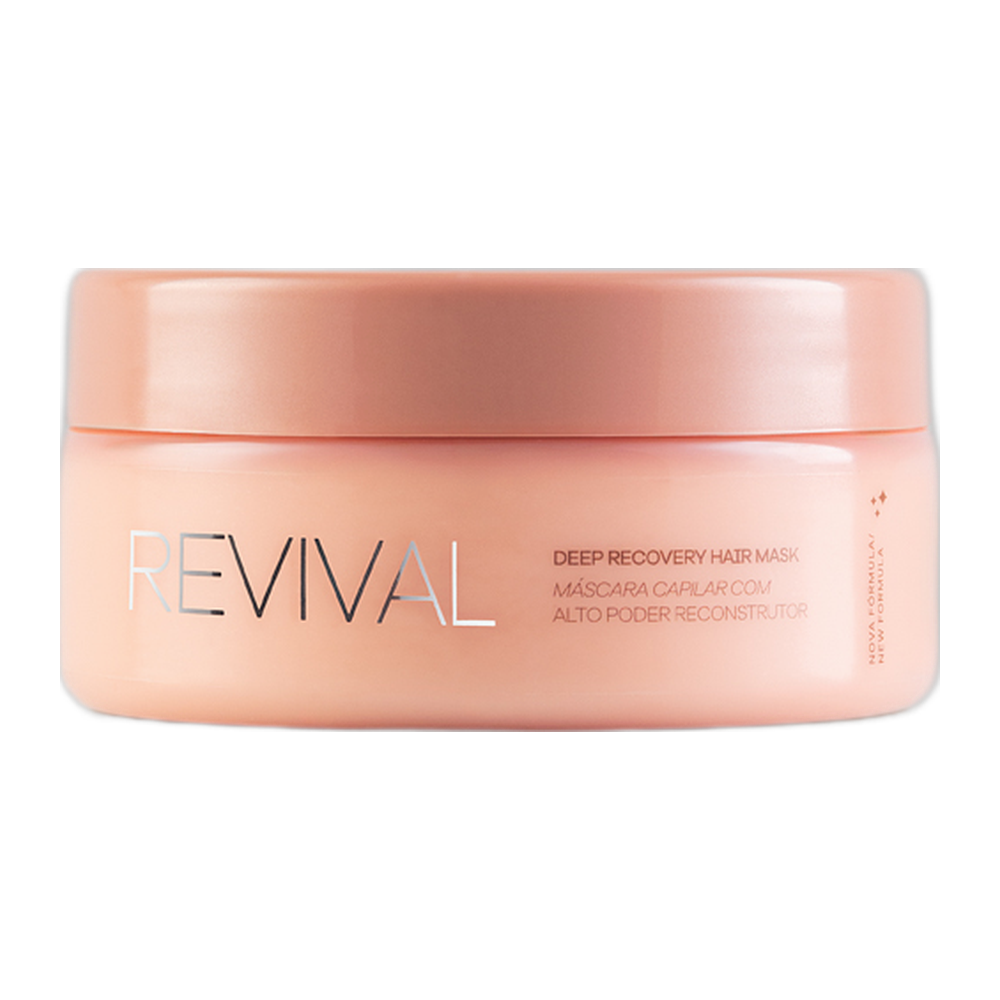 REVIVAL
DEEP RECOVERY HAIR MASK
MÁSCARA CAPILAR COM
ALTO PODER RECONSTRUTOR
NOVA FÓRMULA/
NEW FORMULA